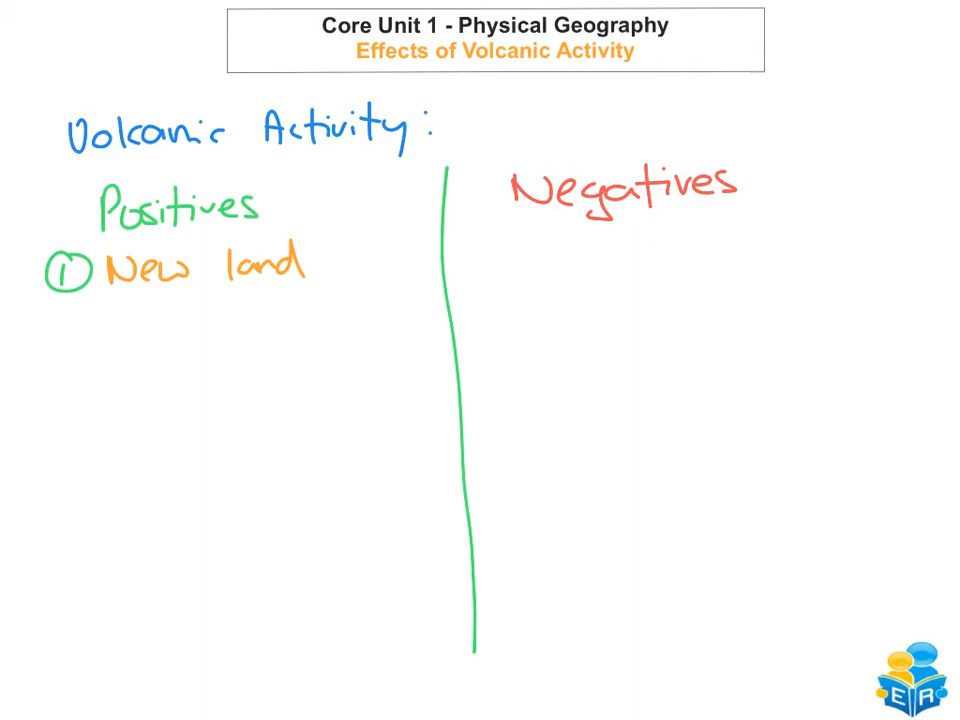 Core Unit 1 - Physical Geography
Effects of Volcanic Activity
Volcanic Activity:
Positives
Negatives
① New land
E R